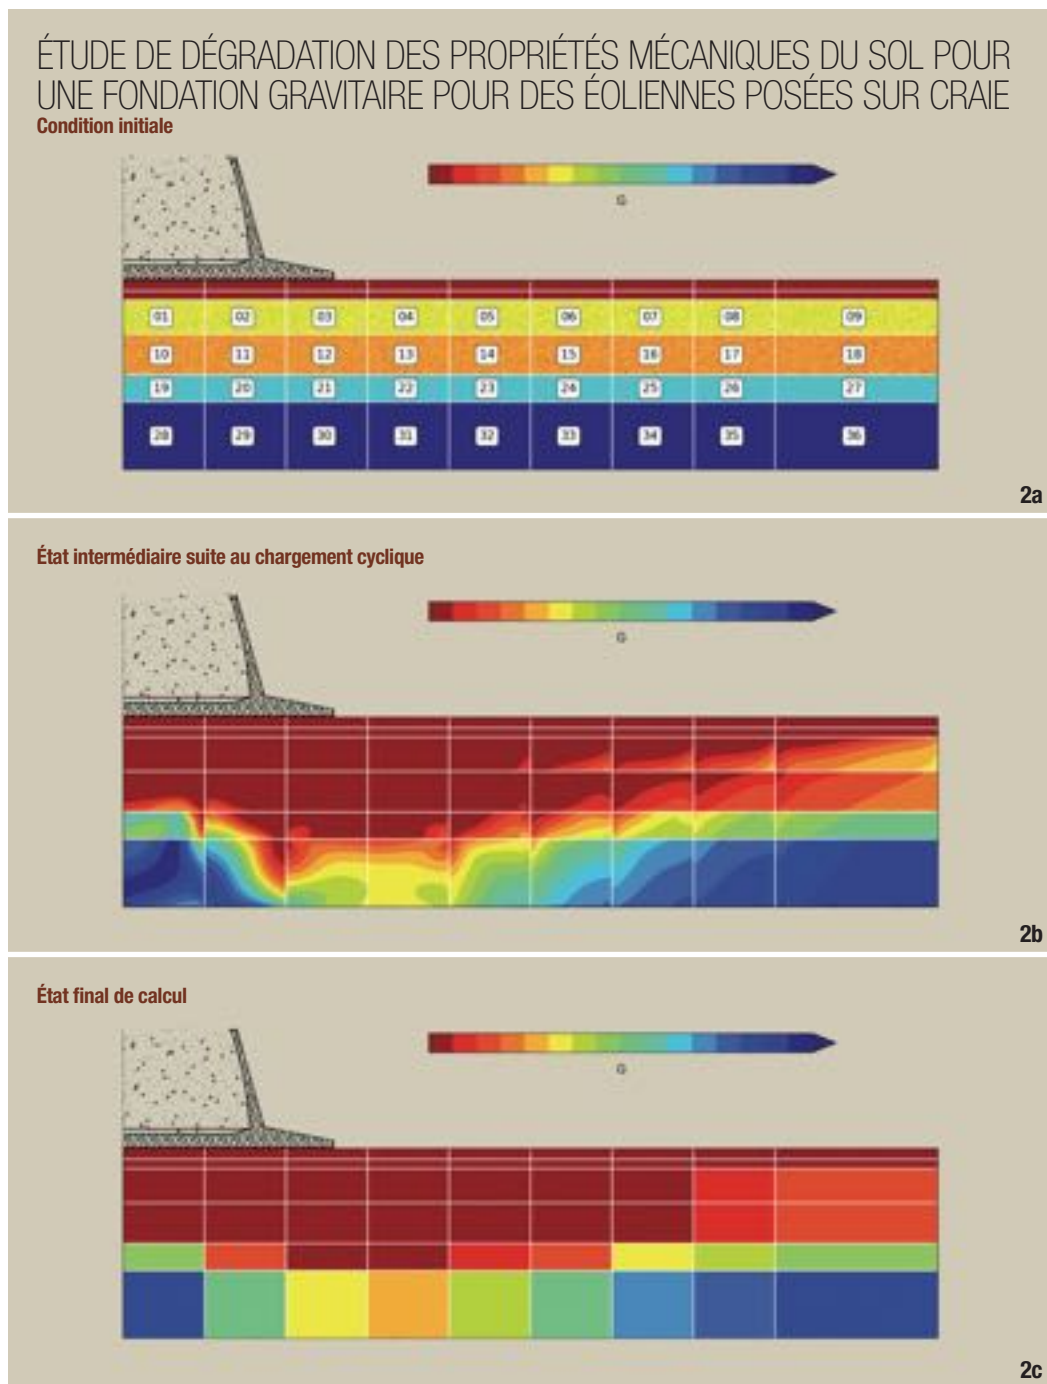 ÉTUDE DE DÉGRADATION DES PROPRIÉTÉS MÉCANIQUES DU SOL POUR
UNE FONDATION GRAVITAIRE POUR DES ÉOLIENNES POSÉES SUR CRAIE
Condition initiale
G
01 02 03 04 05 06 07 08 09
10 11 12 13 14 15 16 17 18
19 20 21 22 23 24 25 26 27
28 29 30 31 32 33 34 35 36
2a
État intermédiaire suite au chargement cyclique
G
2b
État final de calcul
G
2c